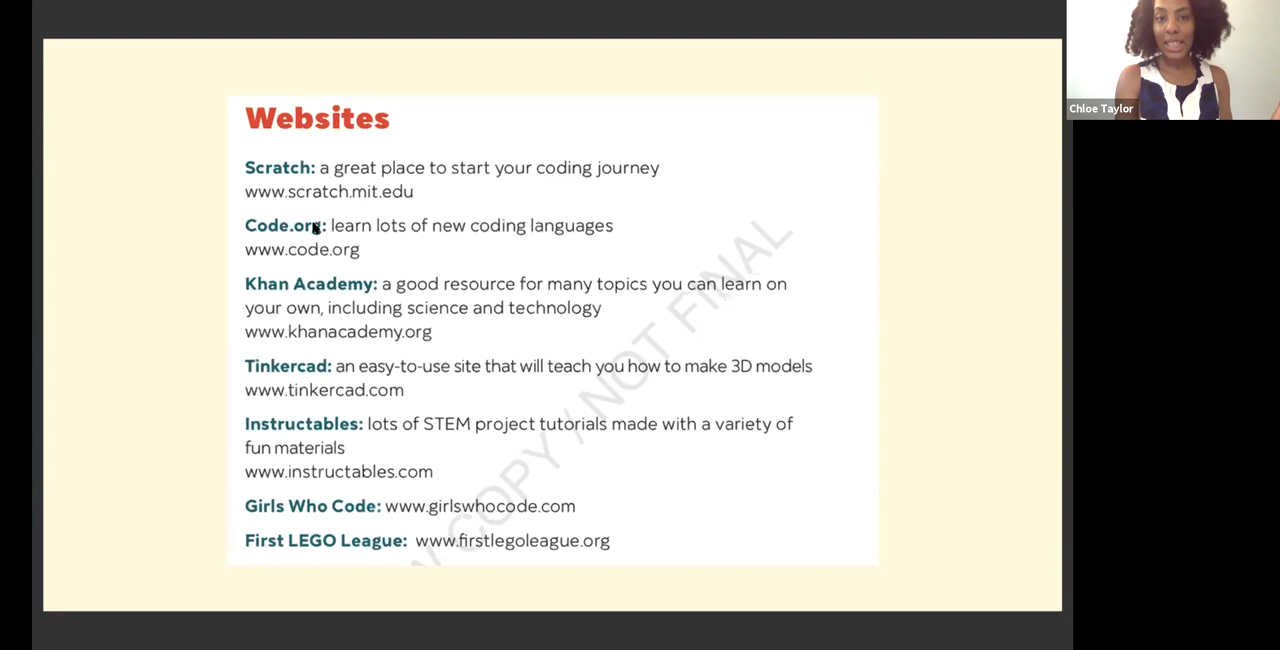 Websites
Scratch: a great place to start your coding journey
www.scratch.mit.edu
Code.org: learn lots of new coding languages
www.code.org
Khan Academy: a good resource for many topics you can learn on
your own, including science and technology
www.khanacademy.org
Tinkercad: an easy-to-use site that will teach you how to make 3D models
www.tinkercad.com
Instructables: lots of STEM project tutorials made with a variety of
fun materials
www.instructables.com
Girls Who Code: www.girlswhocode.com
First LEGO League: www.firstlegoleague.org
COPY / NOT FINAL
Chloe Taylor